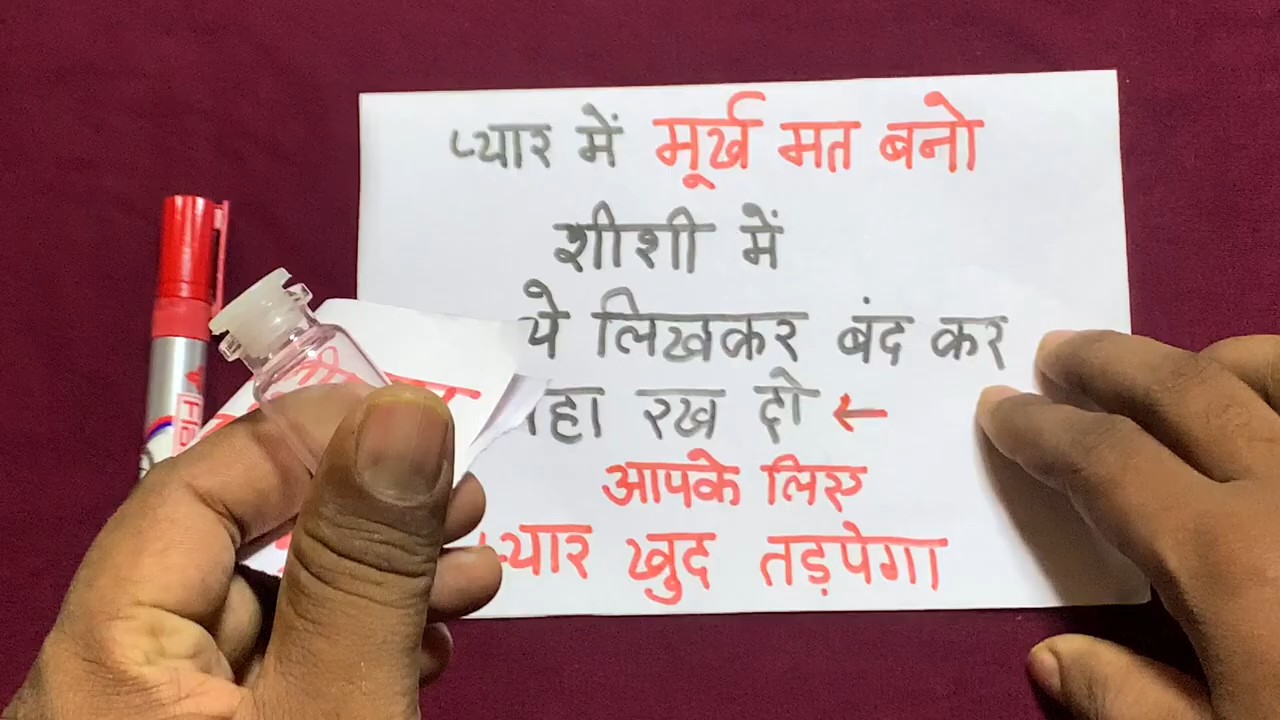 प्यार में मूर्ख मत बनो
शीशी में
ये लिखकर बंद कर
रख दो ←
आपके लिए
प्यार खुद तड़पेगा